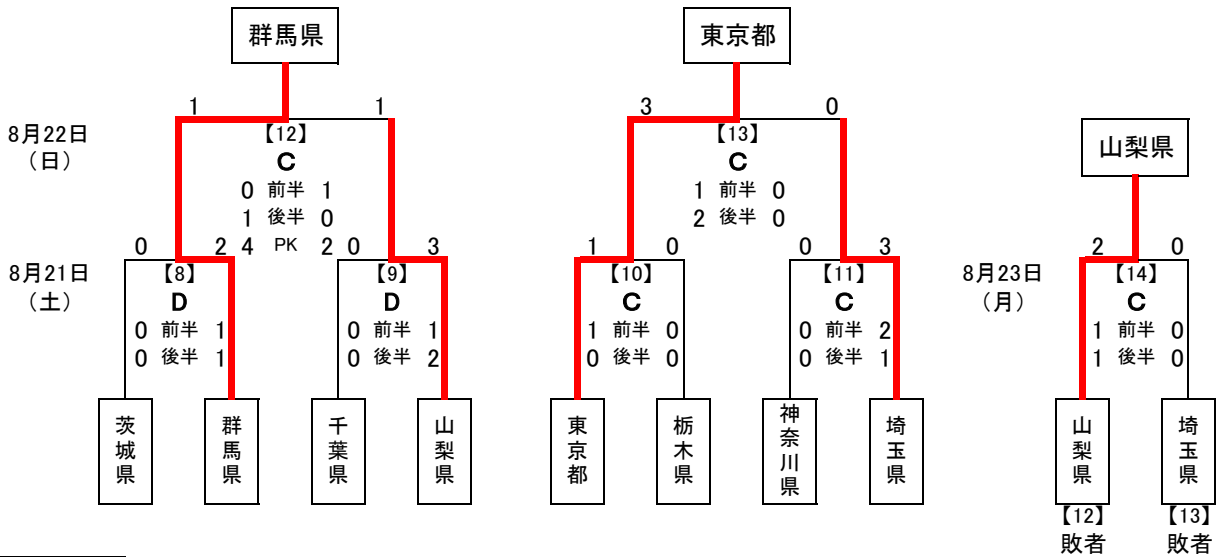 群馬県
東京都
1 1 3 0
8月22日
(日)
【12】
C
0 前半 1
1 後半 0
4 PK 2
【13】
C
1 前半 0
2 後半 0
山梨県
0 2 0 3 1 0 0 3 2 0
8月21日
(土)
【8】
D
0 前半 1
0 後半 1
【9】
D
0 前半 1
0 後半 2
【10】
C
1 前半 0
0 後半 0
【11】
C
0 前半 2
0 後半 1
8月23日
(月)
【14】
C
1 前半 0
1 後半 0
茨城県
群馬県
千葉県
山梨県
東京都
栃木県
神奈川県
埼玉県
山梨県
埼玉県
【12】
敗者
【13】
敗者